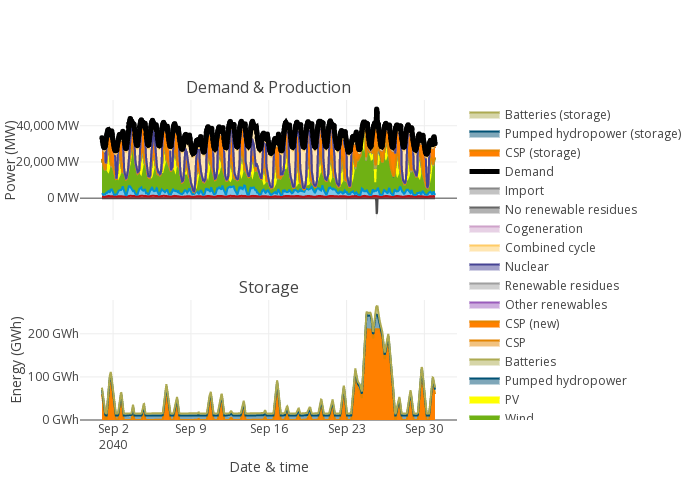 Demand & Production
Power (MW)
40,000 MW
20,000 MW
0 MW
Storage
Energy (GWh)
200 GWh
100 GWh
0 GWh
Sep 2
2040
Sep 9
Sep 16
Sep 23
Sep 30
Date & time
Batteries (storage)
Pumped hydropower (storage)
CSP (storage)
Demand
Import
No renewable residues
Cogeneration
Combined cycle
Nuclear
Renewable residues
Other renewables
CSP (new)
CSP
Batteries
Pumped hydropower
PV
Wind